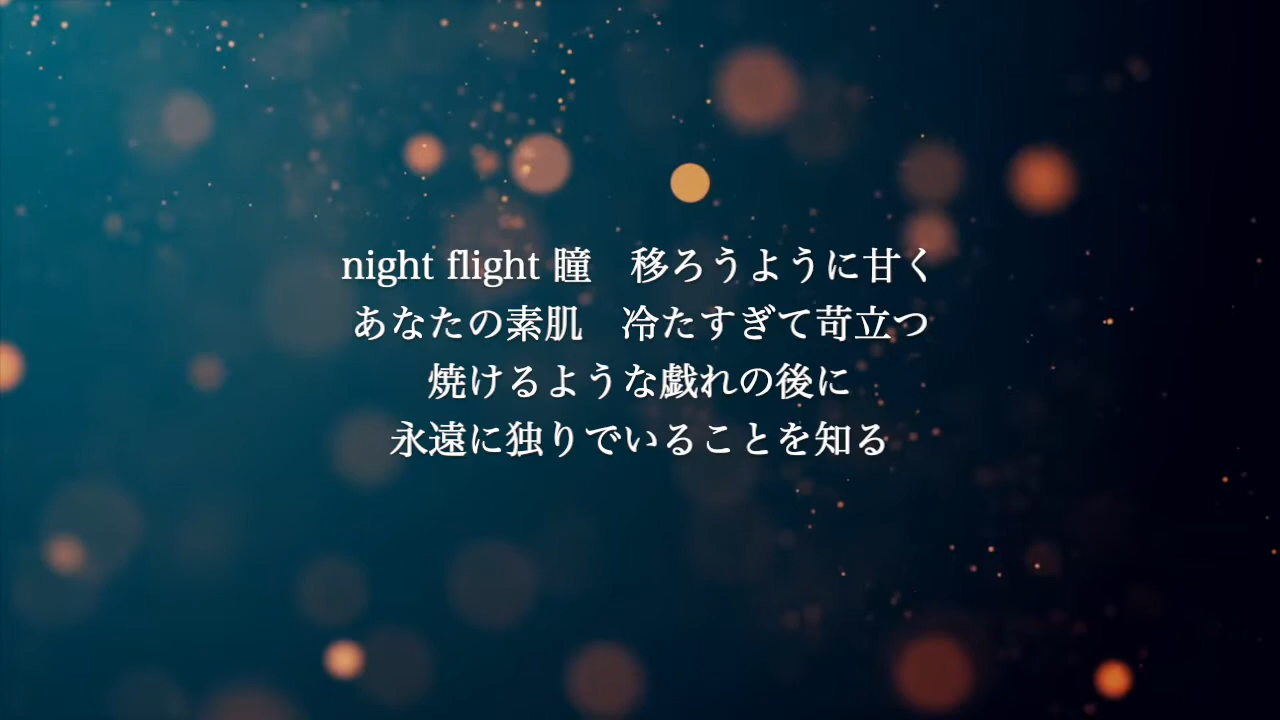 night flight 瞳　移ろうように甘く
あなたの素肌　冷たすぎて苛立つ
焼けるような戯れの後に
永遠に独りでいることを知る